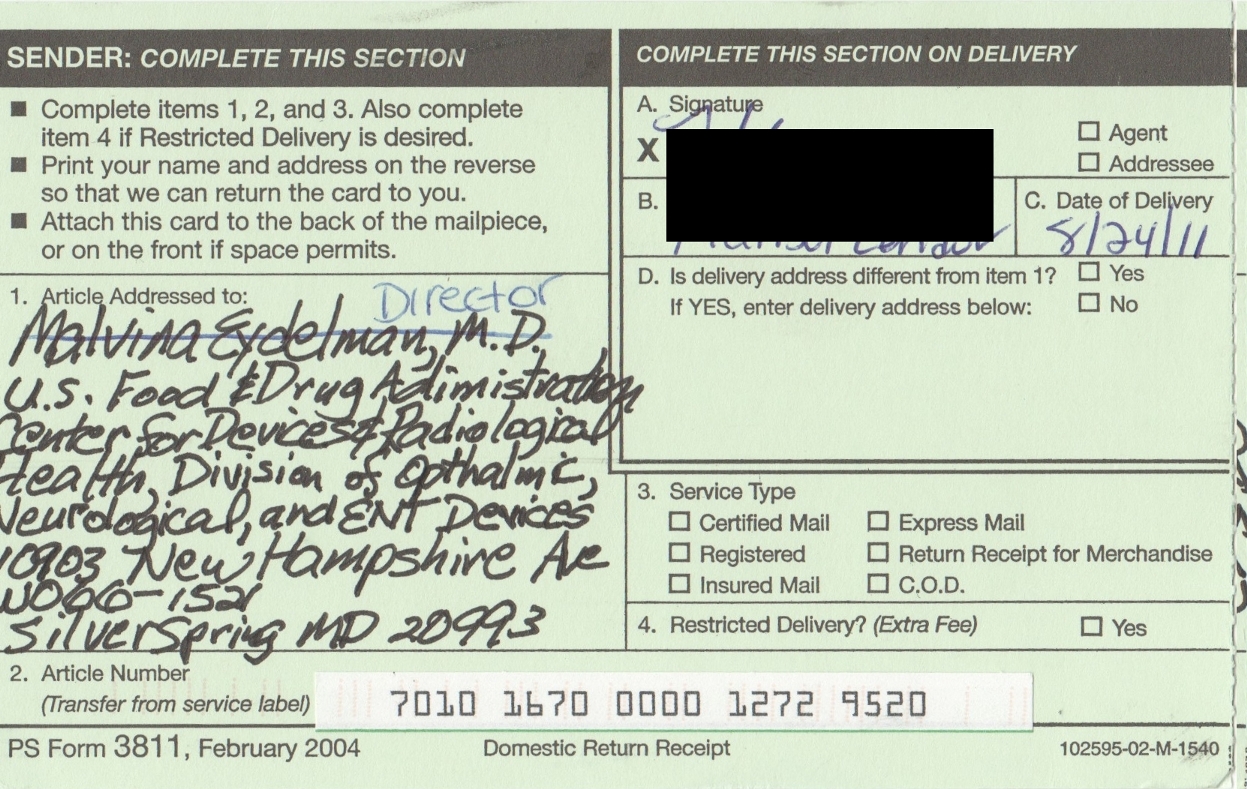 SENDER: COMPLETE THIS SECTION
■ Complete items 1, 2, and 3. Also complete
item 4 if Restricted Delivery is desired.
■ Print your name and address on the reverse
so that we can return the card to you.
■ Attach this card to the back of the mailpiece,
or on the front if space permits.
1. Article Addressed to:
Director
Malvina Eydelman, M.D.
U.S. Food & Drug Adimistration
Center for Devices & Radiological
Health, Division of Opthalmic,
Neurological, and ENT Devices
10903 New Hampshire Ave
WO66-1521
Silver Spring MD 20993
2. Article Number
(Transfer from service label)
7010 1670 0000 1272 9520
COMPLETE THIS SECTION ON DELIVERY
A. Signature
X
☐ Agent
☐ Addressee
B.
C. Date of Delivery
8/24/11
D. Is delivery address different from item 1? ☐ Yes
If YES, enter delivery address below: ☐ No
3. Service Type
☐ Certified Mail ☐ Express Mail
☐ Registered ☐ Return Receipt for Merchandise
☐ Insured Mail ☐ C.O.D.
4. Restricted Delivery? (Extra Fee) ☐ Yes
PS Form 3811, February 2004 Domestic Return Receipt 102595-02-M-1540